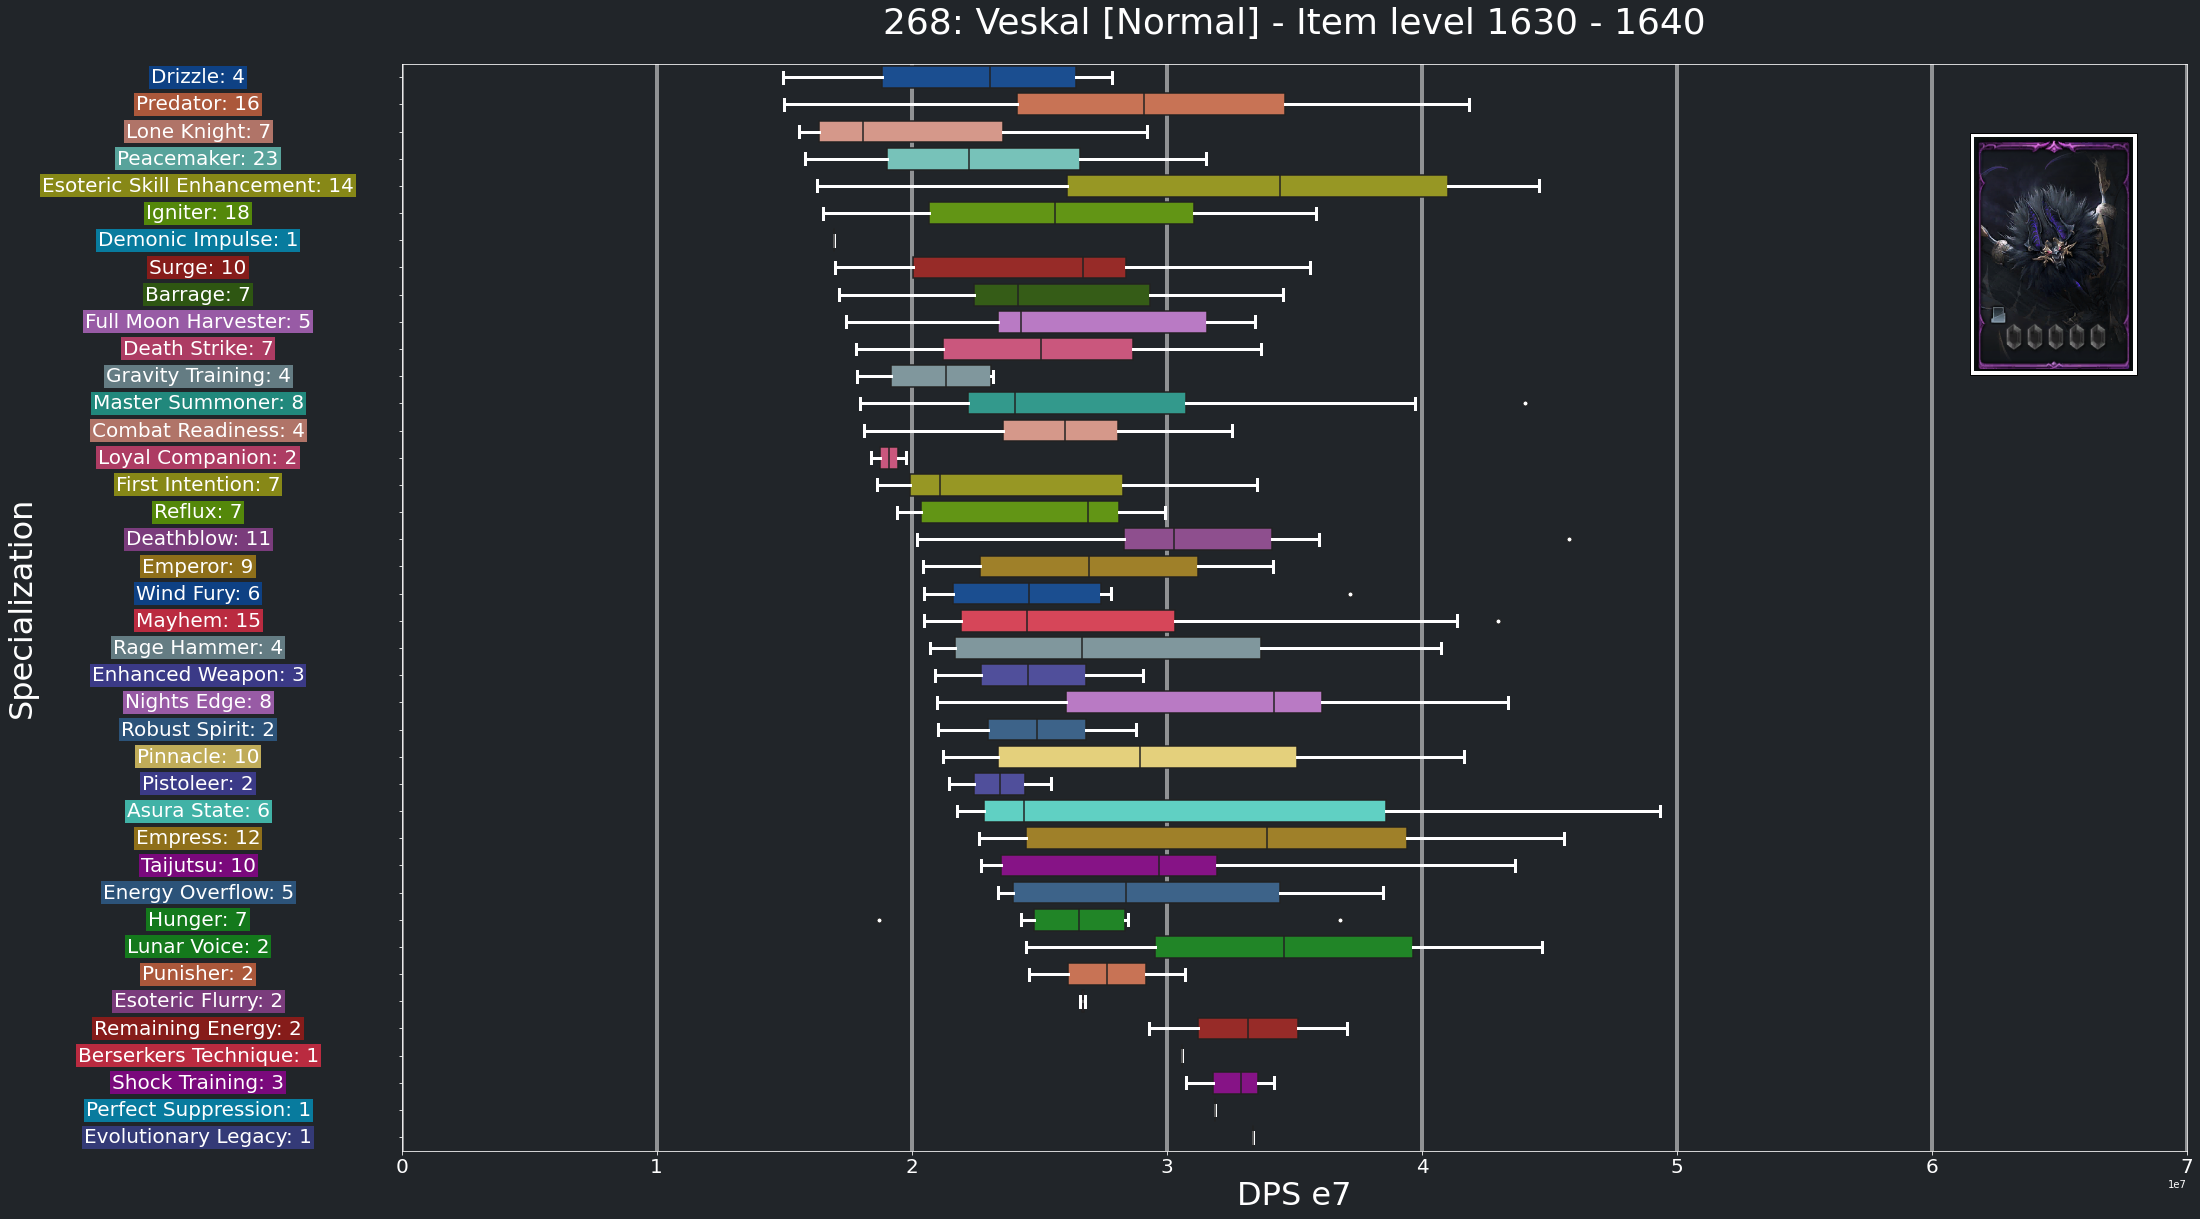 268: Veskal [Normal] - Item level 1630 - 1640
Drizzle: 4
Predator: 16
Lone Knight: 7
Peacemaker: 23
Esoteric Skill Enhancement: 14
Igniter: 18
Demonic Impulse: 1
Surge: 10
Barrage: 7
Full Moon Harvester: 5
Death Strike: 7
Gravity Training: 4
Master Summoner: 8
Combat Readiness: 4
Loyal Companion: 2
First Intention: 7
Reflux: 7
Deathblow: 11
Emperor: 9
Wind Fury: 6
Mayhem: 15
Rage Hammer: 4
Enhanced Weapon: 3
Nights Edge: 8
Robust Spirit: 2
Pinnacle: 10
Pistoleer: 2
Asura State: 6
Empress: 12
Taijutsu: 10
Energy Overflow: 5
Hunger: 7
Lunar Voice: 2
Punisher: 2
Esoteric Flurry: 2
Remaining Energy: 2
Berserkers Technique: 1
Shock Training: 3
Perfect Suppression: 1
Evolutionary Legacy: 1
Specialization
0 1 2 3 4 5 6 7
DPS e7
1e7